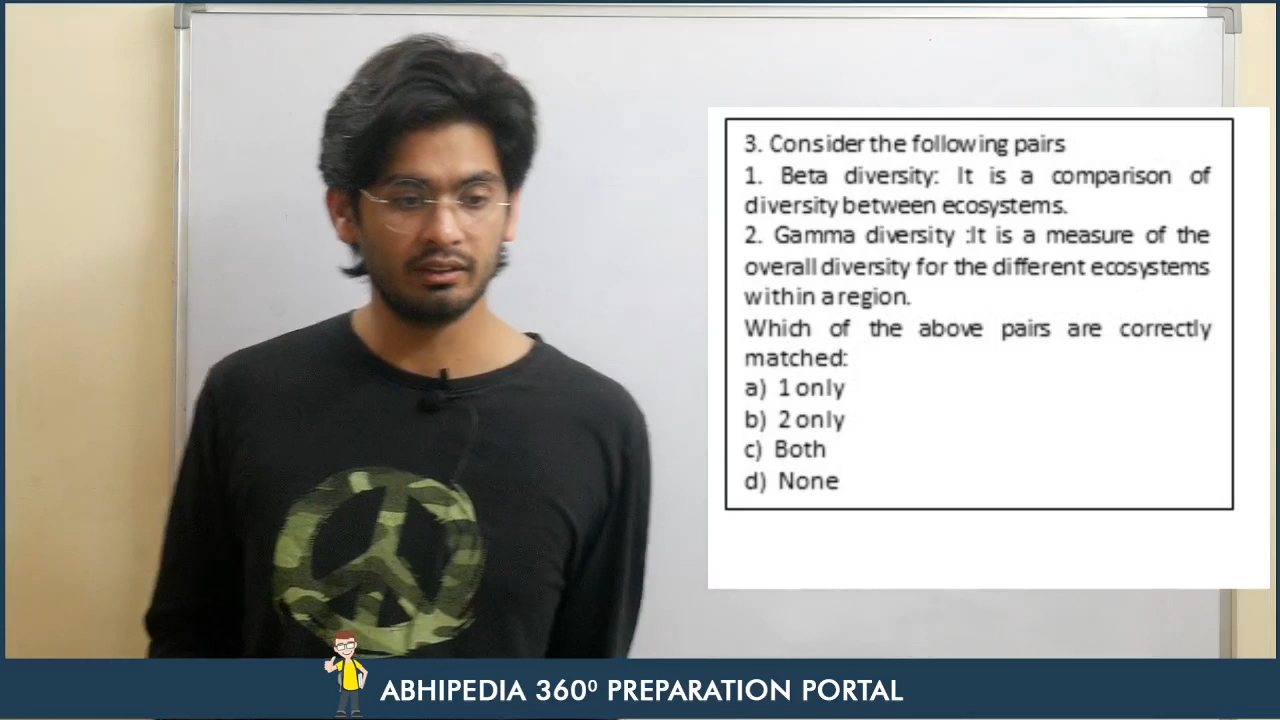 3. Consider the following pairs
1. Beta diversity: It is a comparison of
diversity between ecosystems.
2. Gamma diversity :It is a measure of the
overall diversity for the different ecosystems
within a region.
Which of the above pairs are correctly
matched:
a) 1 only
b) 2 only
c) Both
d) None
ABHIPEDIA 360⁰ PREPARATION PORTAL